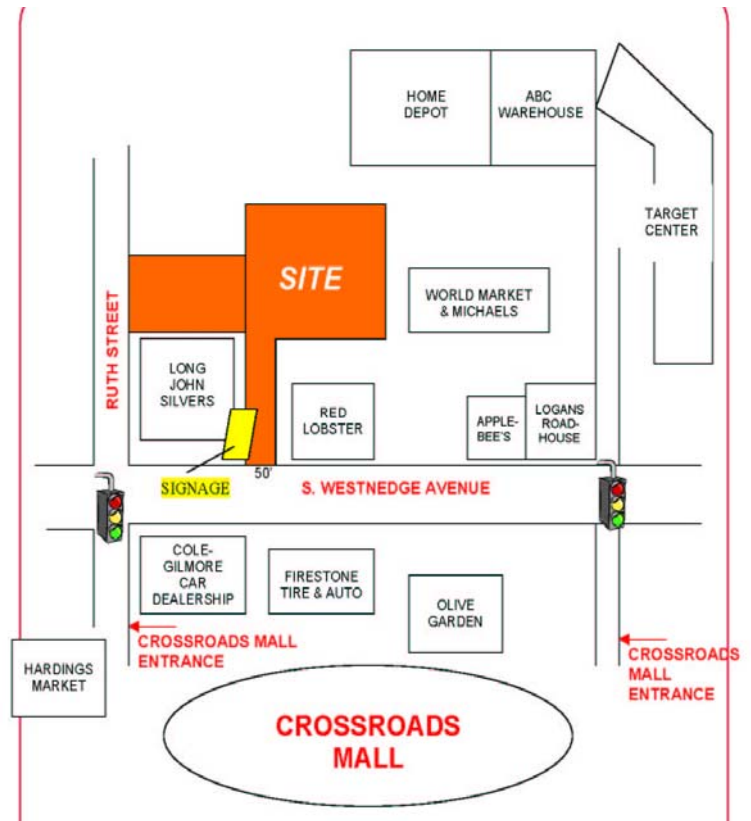 HOME
DEPOT
ABC
WAREHOUSE
TARGET
CENTER
SITE
WORLD MARKET
& MICHAELS
RUTH STREET
LONG
JOHN
SILVERS
RED
LOBSTER
APPLE-
BEE'S
LOGANS
ROAD-
HOUSE
SIGNAGE
50'
S. WESTNEDGE AVENUE
COLE-
GILMORE
CAR
DEALERSHIP
FIRESTONE
TIRE & AUTO
OLIVE
GARDEN
CROSSROADS MALL
ENTRANCE
CROSSROADS
MALL
ENTRANCE
HARDINGS
MARKET
CROSSROADS
MALL